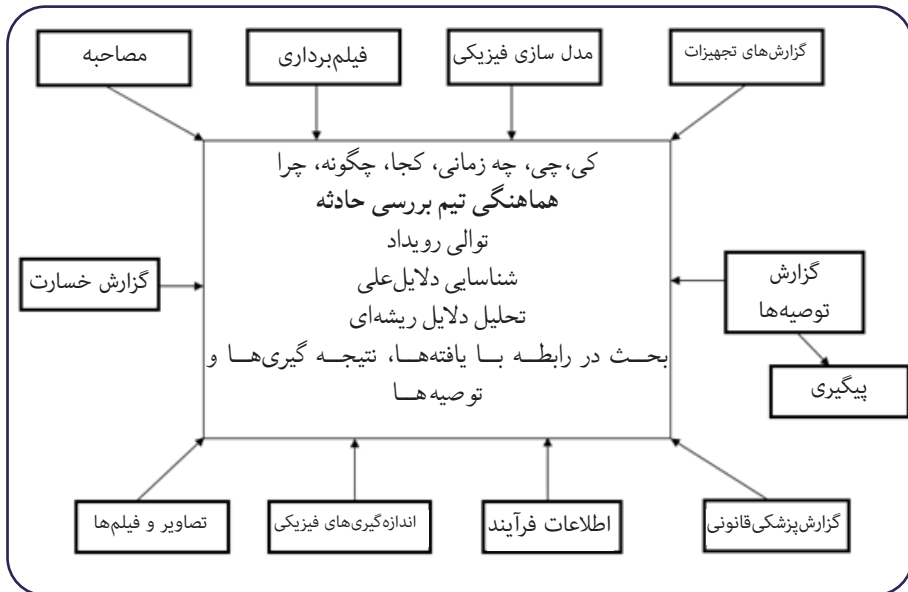 گزارش‌های تجهیزات
مدل سازی فیزیکی
فیلم‌برداری
مصاحبه
کی،چی، چه زمانی، کجا، چگونه، چرا
هماهنگی تیم بررسی حادثه
توالی رویداد
شناسایی دلایل‌علی
تحلیل دلایل ریشه‌ای
بحث در رابطه با یافته‌ها، نتیجه گیری‌ها و
توصیه‌ها
گزارش
توصیه‌ها
پیگیری
گزارش خسارت
گزارش‌پزشکی‌قانونی
اطلاعات فرآیند
اندازه‌گیری‌های فیزیکی
تصاویر و فیلم‌ها